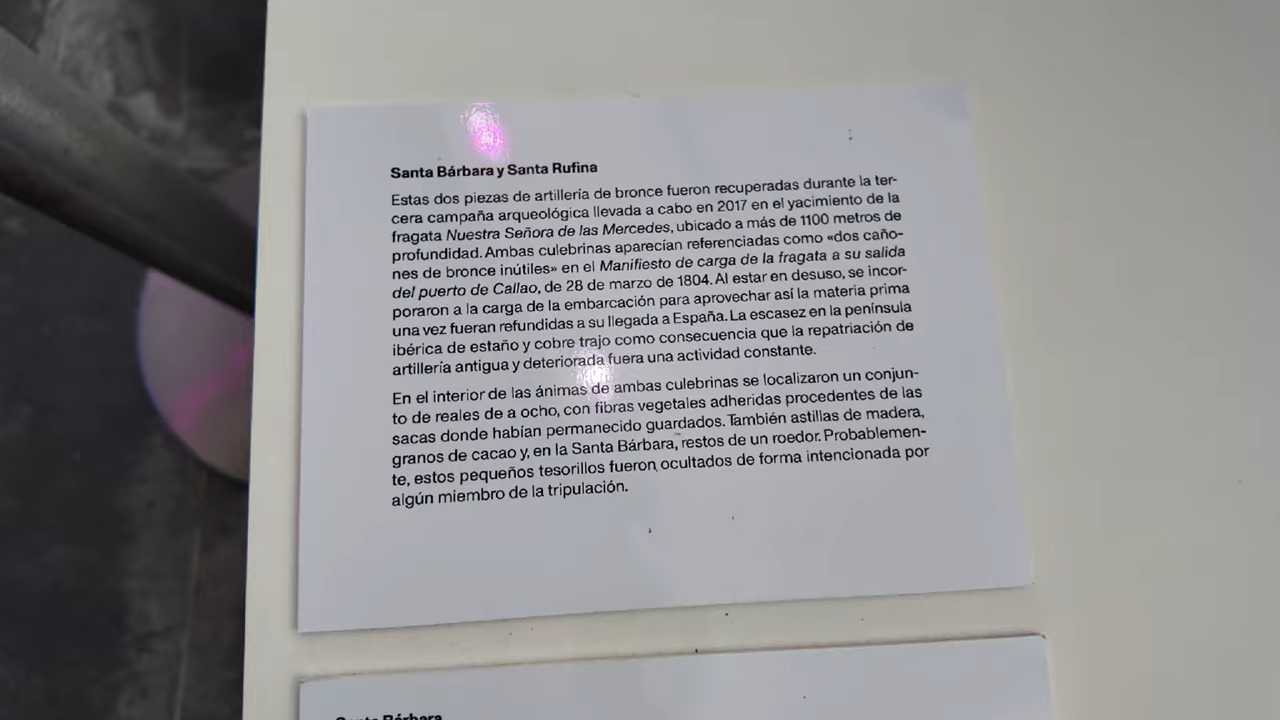 Santa Bárbara y Santa Rufina
Estas dos piezas de artillería de bronce fueron recuperadas durante la ter-
cera campaña arqueológica llevada a cabo en 2017 en el yacimiento de la
fragata Nuestra Señora de las Mercedes, ubicado a más de 1100 metros de
profundidad. Ambas culebrinas aparecían referenciadas como «dos caño-
nes de bronce inútiles» en el Manifiesto de carga de la fragata a su salida
del puerto de Callao, de 28 de marzo de 1804. Al estar en desuso, se incor-
poraron a la carga de la embarcación para aprovechar así la materia prima
una vez fueran refundidas a su llegada a España. La escasez en la península
ibérica de estaño y cobre trajo como consecuencia que la repatriación de
artillería antigua y deteriorada fuera una actividad constante.
En el interior de las ánimas de ambas culebrinas se localizaron un conjun-
to de reales de a ocho, con fibras vegetales adheridas procedentes de las
sacas donde habían permanecido guardados. También astillas de madera,
granos de cacao y, en la Santa Bárbara, restos de un roedor. Probablemen-
te, estos pequeños tesorillos fueron ocultados de forma intencionada por
algún miembro de la tripulación.
Santa Bárbara